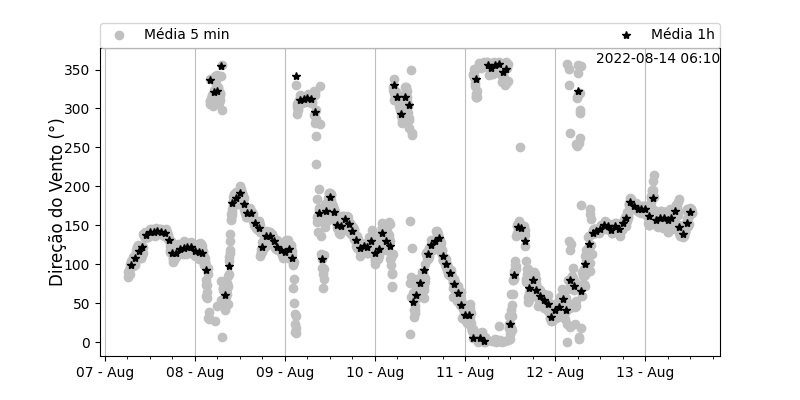 Média 5 min
Média 1h
2022-08-14 06:10
Direção do Vento (°)
350
300
250
200
150
100
50
0
07 - Aug
08 - Aug
09 - Aug
10 - Aug
11 - Aug
12 - Aug
13 - Aug